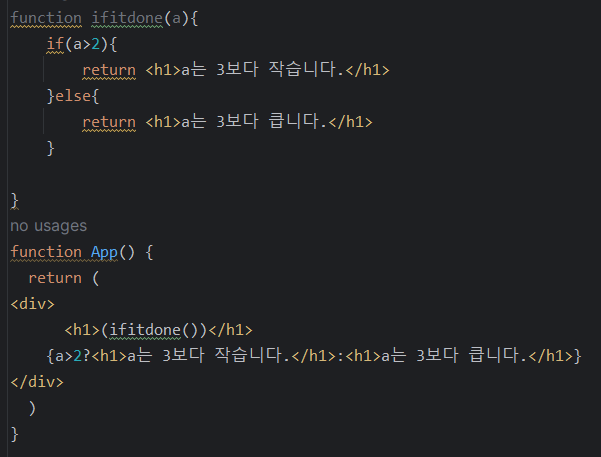 function ifitdone(a){
    if(a>2){
        return <h1>a는 3보다 작습니다.</h1>
    }else{
        return <h1>a는 3보다 큽니다.</h1>
    }
}
no usages
function App() {
  return (
<div>
      <h1>(ifitdone())</h1>
    {a>2?<h1>a는 3보다 작습니다.</h1>:<h1>a는 3보다 큽니다.</h1>}
</div>
  )
}